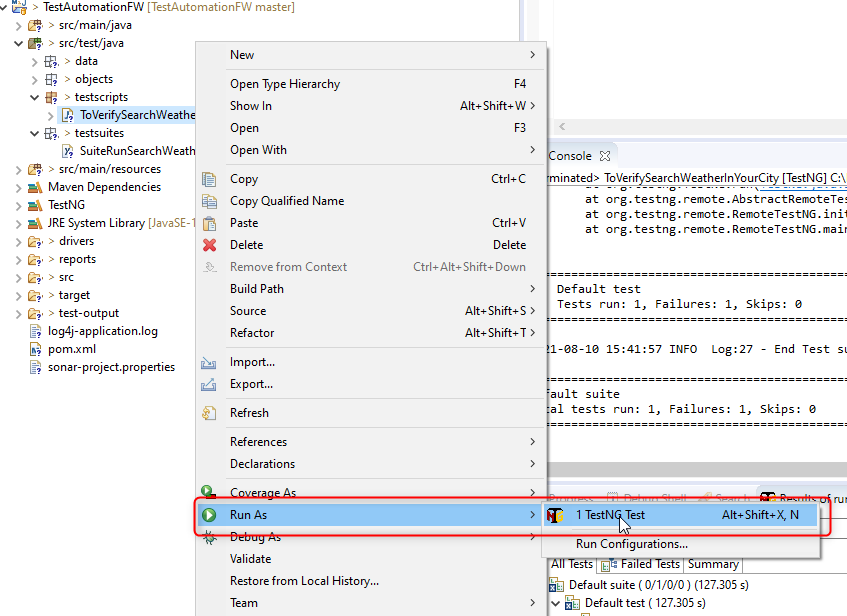 > TestAutomationFW [TestAutomationFW master]
> src/main/java
> src/test/java
> data
> objects
> testscripts
ToVerifySearchWeathe
> testsuites
SuiteRunSearchWeath
> src/main/resources
Maven Dependencies
TestNG
JRE System Library [JavaSE-1
> drivers
> reports
> src
> target
> test-output
log4j-application.log
pom.xml
sonar-project.properties
New
Open Type Hierarchy F4
Show In Alt+Shift+W >
Open F3
Open With
Copy Ctrl+C
Copy Qualified Name
Paste Ctrl+V
Delete Delete
Remove from Context Ctrl+Alt+Shift+Down
Build Path
Source Alt+Shift+S >
Refactor Alt+Shift+T >
Import...
Export...
Refresh
References
Declarations
Coverage As
Run As
Debug As
Validate
Restore from Local History...
Team
1 TestNG Test Alt+Shift+X, N
Run Configurations...
Console
minated> ToVerifySearchWeatherInYourCity [TestNG] C:\
at org.testng.remote.AbstractRemoteTes
at org.testng.remote.RemoteTestNG.init
at org.testng.remote.RemoteTestNG.main
===============================================
Default test
Tests run: 1, Failures: 1, Skips: 0
===============================================
21-08-10 15:41:57 INFO Log:27 - End Test su
===============================================
fault suite
tal tests run: 1, Failures: 1, Skips: 0
===============================================
Progress Debug Shell Search Results of run
All Tests Failed Tests Summary
Default suite ( 0/1/0/0 ) (127.305 s)
Default test ( 127.305 s)